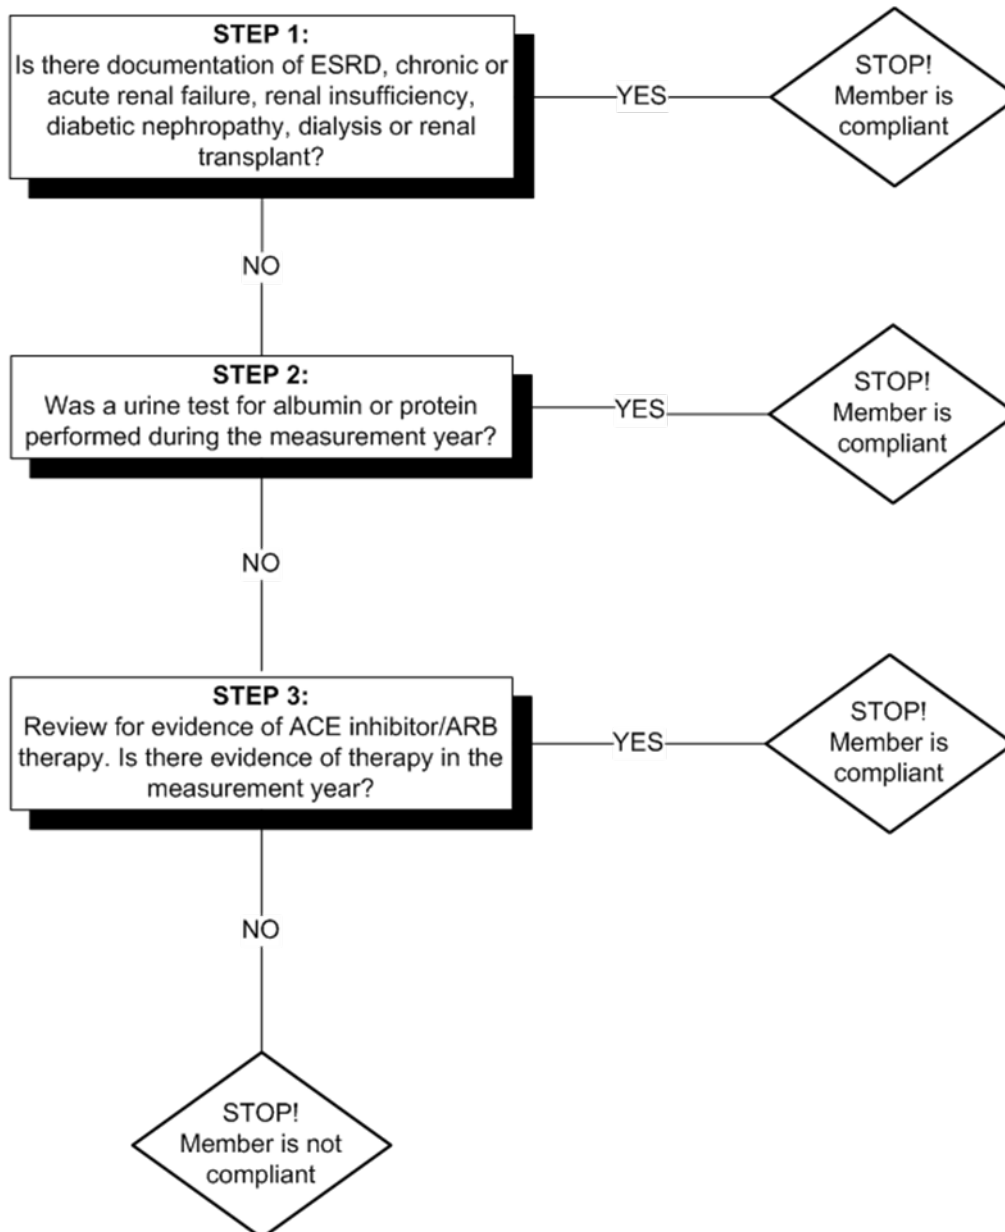 STEP 1:
Is there documentation of ESRD, chronic or
acute renal failure, renal insufficiency,
diabetic nephropathy, dialysis or renal
transplant?
YES
STOP!
Member is
compliant
NO
STEP 2:
Was a urine test for albumin or protein
performed during the measurement year?
YES
STOP!
Member is
compliant
NO
STEP 3:
Review for evidence of ACE inhibitor/ARB
therapy. Is there evidence of therapy in the
measurement year?
YES
STOP!
Member is
compliant
NO
STOP!
Member is not
compliant